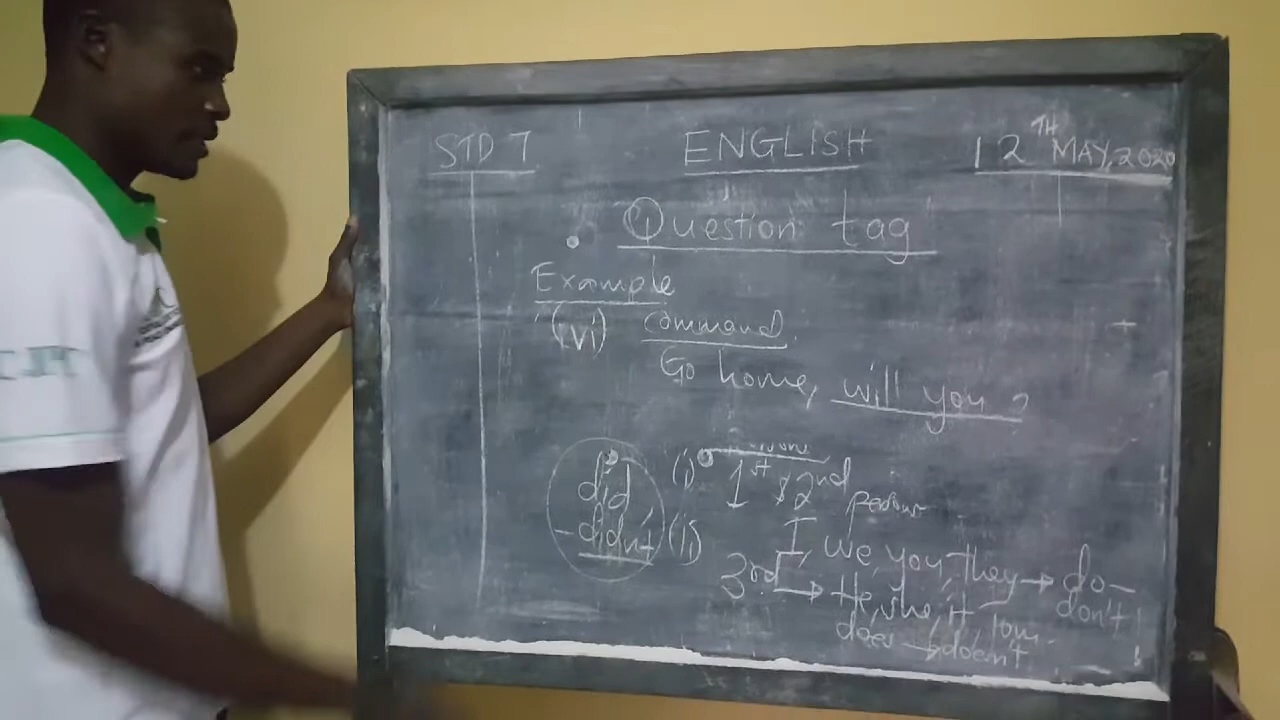 STD 7 ENGLISH 12TH MAY, 2020
Question tag
Example
(vi) command
Go home, will you?
did (i) 1st & 2nd person
- didn't (ii) I, we, you, they → do -
don't
3rd → He, she, it Tom
does → doesn't